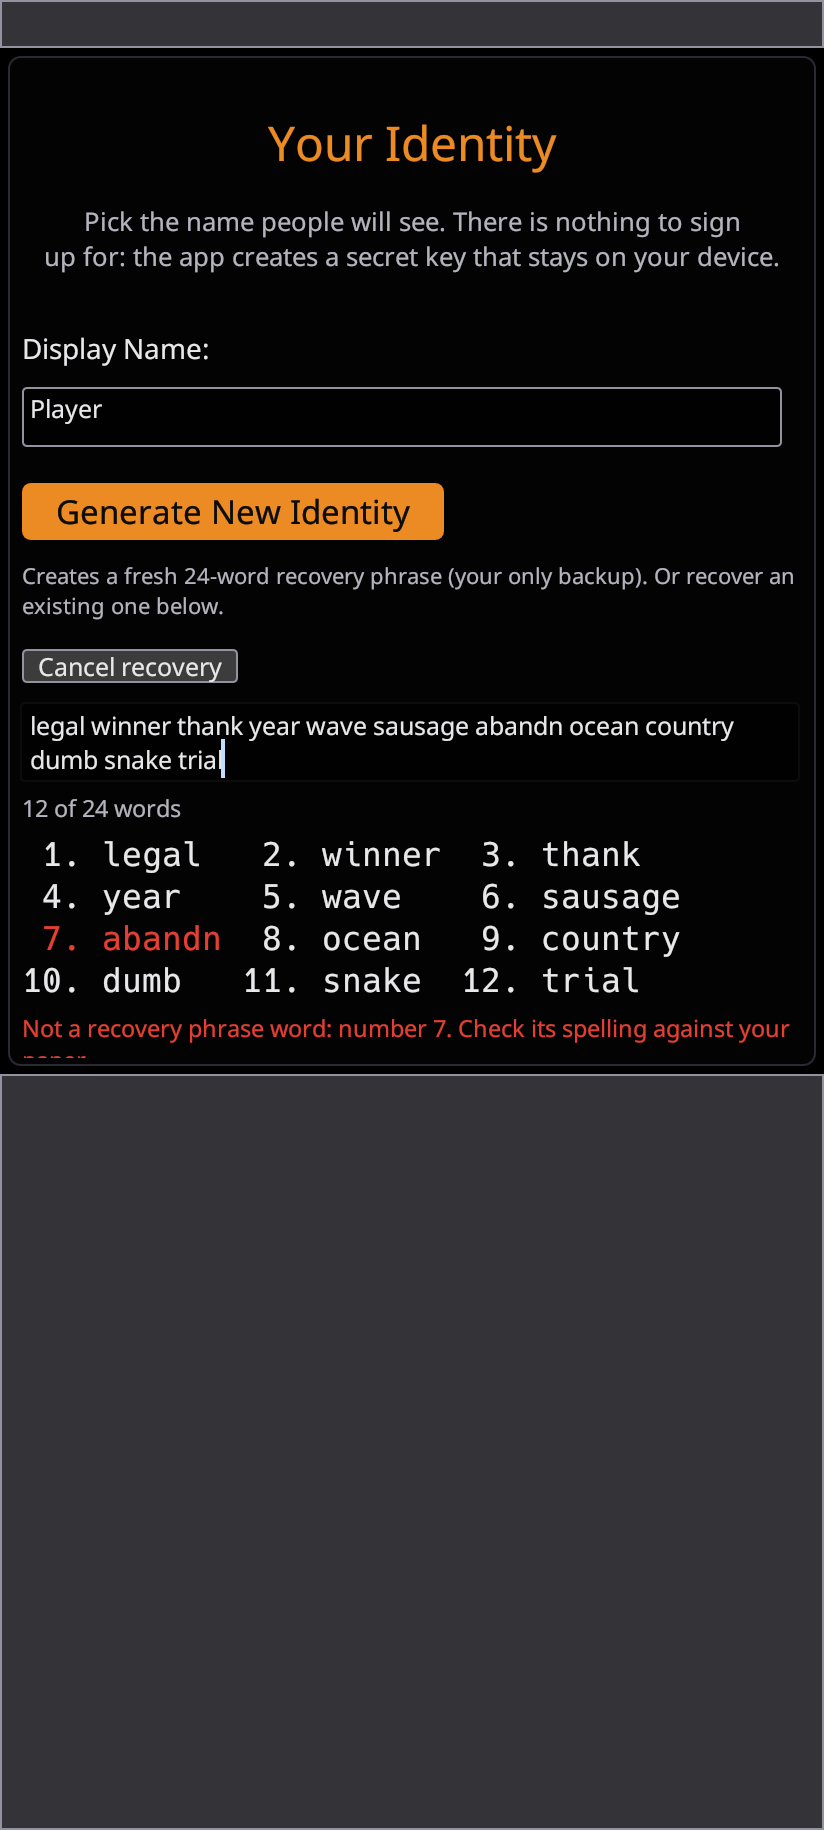 Your Identity
Pick the name people will see. There is nothing to sign
up for: the app creates a secret key that stays on your device.
Display Name:
Player
Generate New Identity
Creates a fresh 24-word recovery phrase (your only backup). Or recover an
existing one below.
Cancel recovery
legal winner thank year wave sausage abandn ocean country
dumb snake trial
12 of 24 words
1. legal 2. winner 3. thank
4. year 5. wave 6. sausage
7. abandn 8. ocean 9. country
10. dumb 11. snake 12. trial
Not a recovery phrase word: number 7. Check its spelling against your